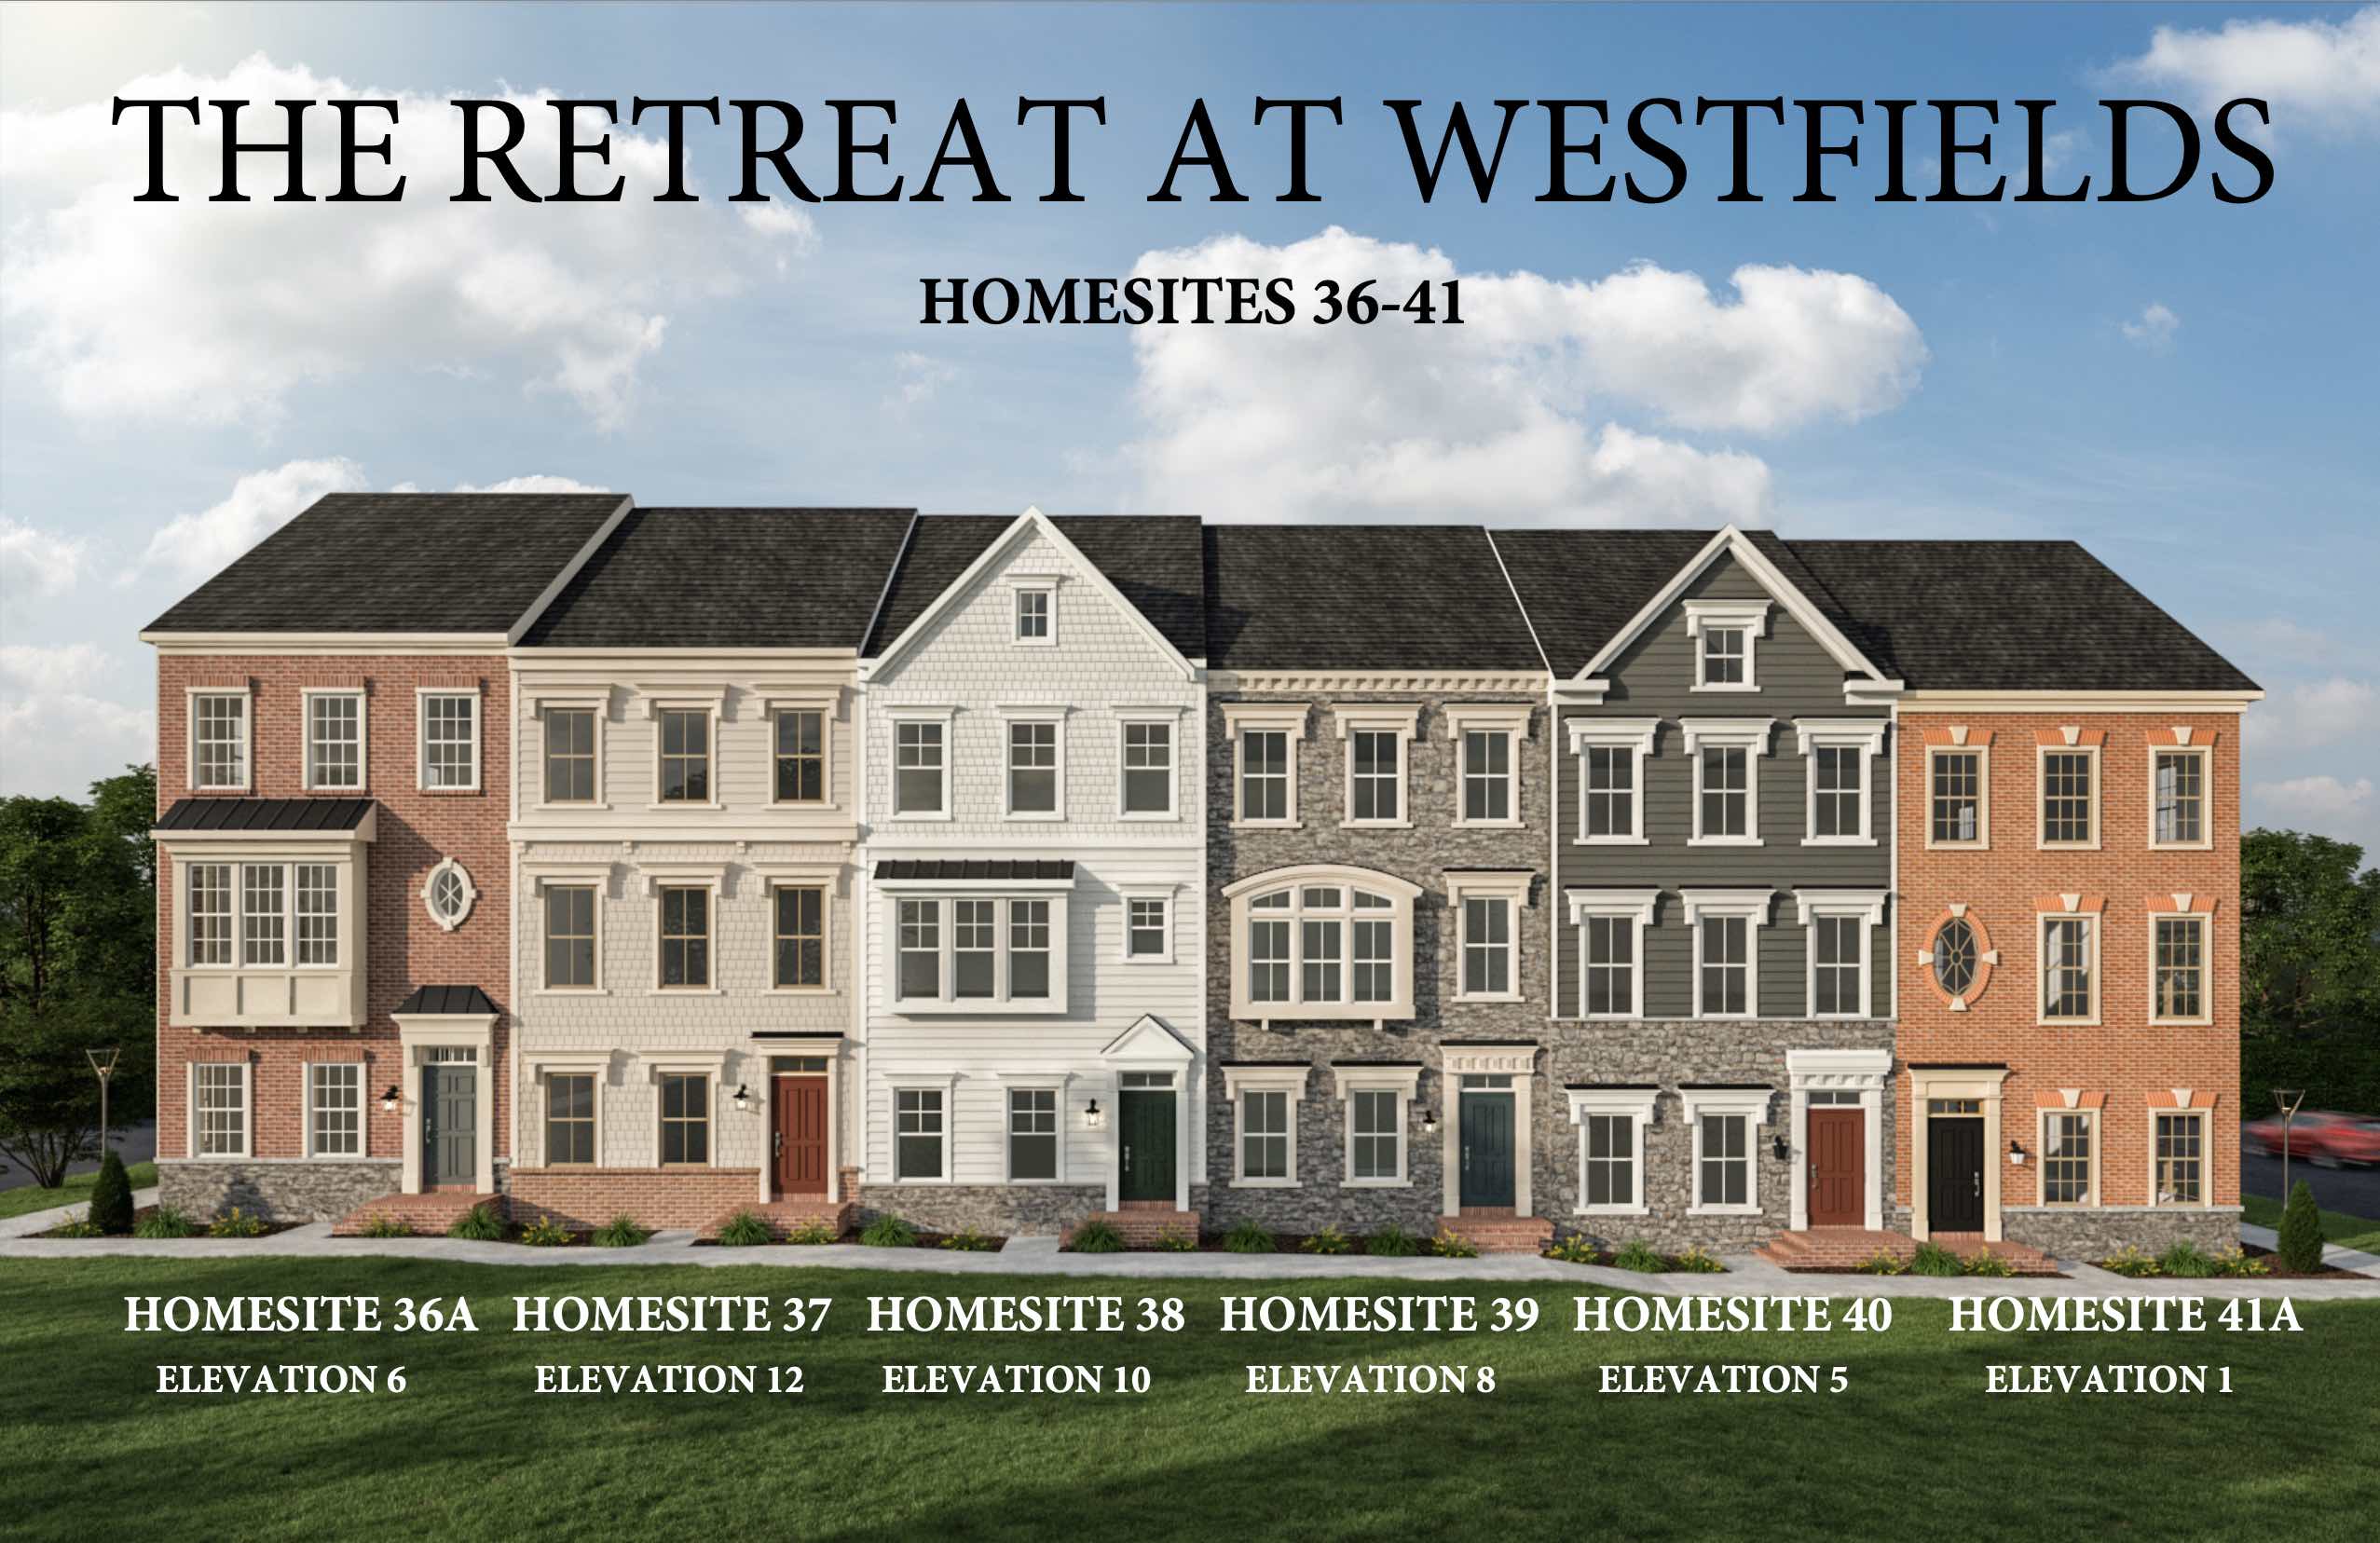 THE RETREAT AT WESTFIELDS
HOMESITES 36-41
HOMESITE 36A HOMESITE 37 HOMESITE 38 HOMESITE 39 HOMESITE 40 HOMESITE 41A
ELEVATION 6 ELEVATION 12 ELEVATION 10 ELEVATION 8 ELEVATION 5 ELEVATION 1